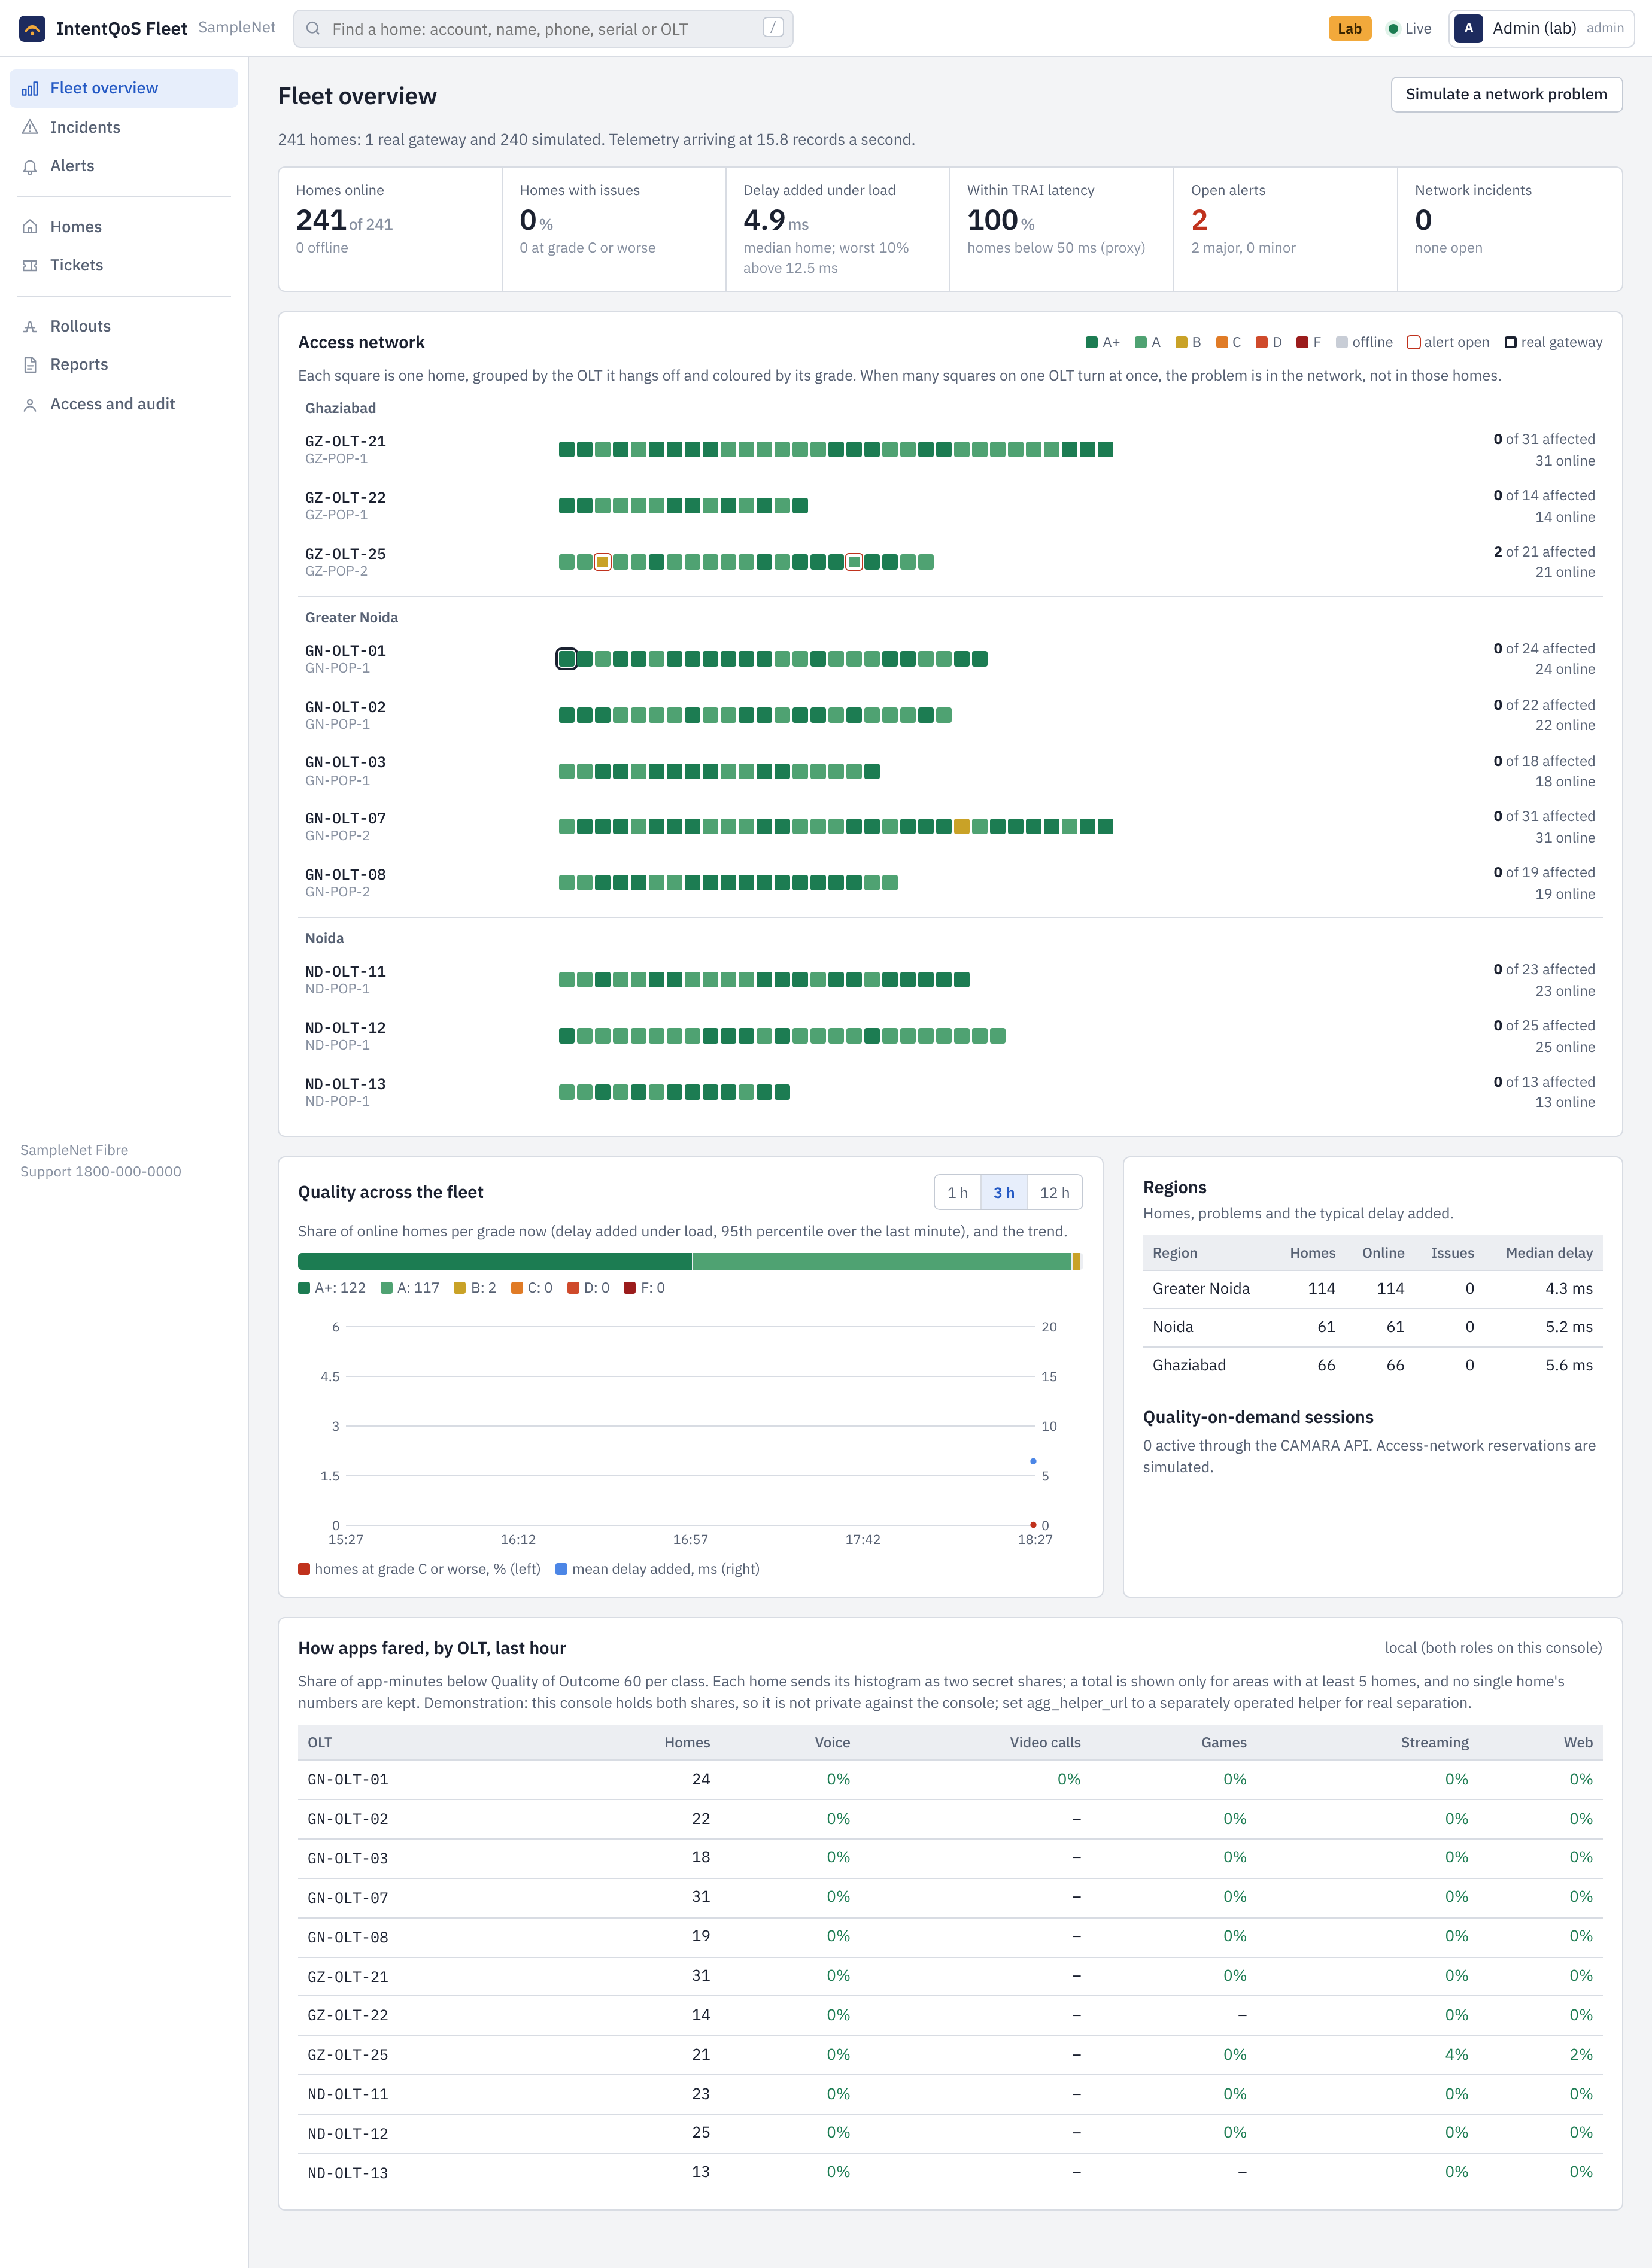 IntentQoS Fleet SampleNet
Find a home: account, name, phone, serial or OLT /
Lab Live A Admin (lab) admin
Fleet overview
Incidents
Alerts
Homes
Tickets
Rollouts
Reports
Access and audit
SampleNet Fibre
Support 1800-000-0000
Fleet overview
Simulate a network problem
241 homes: 1 real gateway and 240 simulated. Telemetry arriving at 15.8 records a second.
Homes online
241 of 241
0 offline
Homes with issues
0 %
0 at grade C or worse
Delay added under load
4.9 ms
median home; worst 10%
above 12.5 ms
Within TRAI latency
100 %
homes below 50 ms (proxy)
Open alerts
2
2 major, 0 minor
Network incidents
0
none open
Access network
A+ A B C D F offline alert open real gateway
Each square is one home, grouped by the OLT it hangs off and coloured by its grade. When many squares on one OLT turn at once, the problem is in the network, not in those homes.
Ghaziabad
GZ-OLT-21
GZ-POP-1
0 of 31 affected
31 online
GZ-OLT-22
GZ-POP-1
0 of 14 affected
14 online
GZ-OLT-25
GZ-POP-2
2 of 21 affected
21 online
Greater Noida
GN-OLT-01
GN-POP-1
0 of 24 affected
24 online
GN-OLT-02
GN-POP-1
0 of 22 affected
22 online
GN-OLT-03
GN-POP-1
0 of 18 affected
18 online
GN-OLT-07
GN-POP-2
0 of 31 affected
31 online
GN-OLT-08
GN-POP-2
0 of 19 affected
19 online
Noida
ND-OLT-11
ND-POP-1
0 of 23 affected
23 online
ND-OLT-12
ND-POP-1
0 of 25 affected
25 online
ND-OLT-13
ND-POP-1
0 of 13 affected
13 online
Quality across the fleet
1 h 3 h 12 h
Share of online homes per grade now (delay added under load, 95th percentile over the last minute), and the trend.
A+: 122 A: 117 B: 2 C: 0 D: 0 F: 0
6 20
4.5 15
3 10
1.5 5
0 0
15:27 16:12 16:57 17:42 18:27
homes at grade C or worse, % (left) mean delay added, ms (right)
Regions
Homes, problems and the typical delay added.
Region Homes Online Issues Median delay
Greater Noida 114 114 0 4.3 ms
Noida 61 61 0 5.2 ms
Ghaziabad 66 66 0 5.6 ms
Quality-on-demand sessions
0 active through the CAMARA API. Access-network reservations are
simulated.
How apps fared, by OLT, last hour
local (both roles on this console)
Share of app-minutes below Quality of Outcome 60 per class. Each home sends its histogram as two secret shares; a total is shown only for areas with at least 5 homes, and no single home's
numbers are kept. Demonstration: this console holds both shares, so it is not private against the console; set agg_helper_url to a separately operated helper for real separation.
OLT Homes Voice Video calls Games Streaming Web
GN-OLT-01 24 0% 0% 0% 0% 0%
GN-OLT-02 22 0% – 0% 0% 0%
GN-OLT-03 18 0% – 0% 0% 0%
GN-OLT-07 31 0% – 0% 0% 0%
GN-OLT-08 19 0% – 0% 0% 0%
GZ-OLT-21 31 0% – 0% 0% 0%
GZ-OLT-22 14 0% – – 0% 0%
GZ-OLT-25 21 0% – 0% 4% 2%
ND-OLT-11 23 0% – 0% 0% 0%
ND-OLT-12 25 0% – 0% 0% 0%
ND-OLT-13 13 0% – – 0% 0%